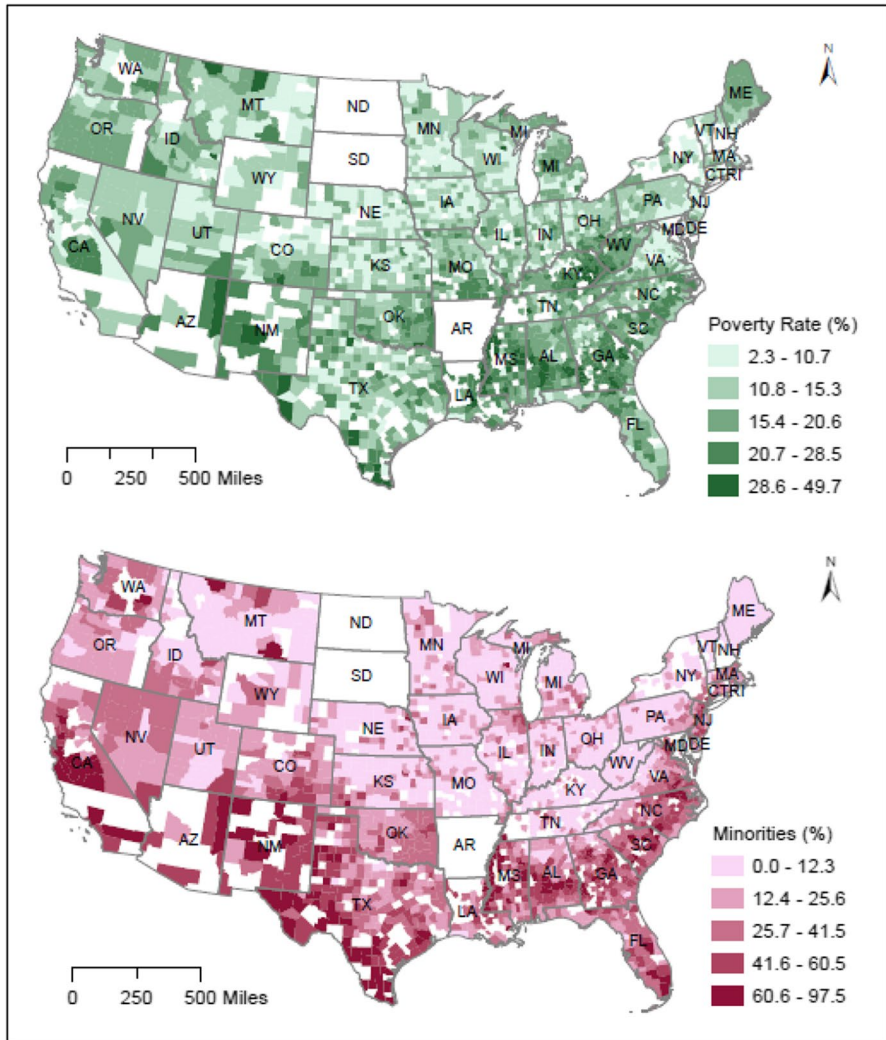 N
WA
MT
ND
MN
ME
OR
ID
SD
WI
MI
MI
VT
NH
NY
MA
CT
RI
WY
IA
NE
PA
NJ
NV
UT
CO
IL
IN
OH
MD
DE
WV
VA
CA
KS
MO
KY
NC
TN
AZ
NM
OK
AR
SC
MS
AL
GA
TX
LA
FL
Poverty Rate (%)
2.3 - 10.7
10.8 - 15.3
15.4 - 20.6
20.7 - 28.5
28.6 - 49.7
0 250 500 Miles
N
WA
MT
ND
MN
ME
OR
ID
SD
WI
MI
MI
VT
NH
NY
MA
CT
RI
WY
IA
NE
PA
NJ
NV
UT
CO
IL
IN
OH
MD
DE
WV
VA
CA
KS
MO
KY
NC
TN
AZ
NM
OK
AR
SC
MS
AL
GA
TX
LA
FL
Minorities (%)
0.0 - 12.3
12.4 - 25.6
25.7 - 41.5
41.6 - 60.5
60.6 - 97.5
0 250 500 Miles